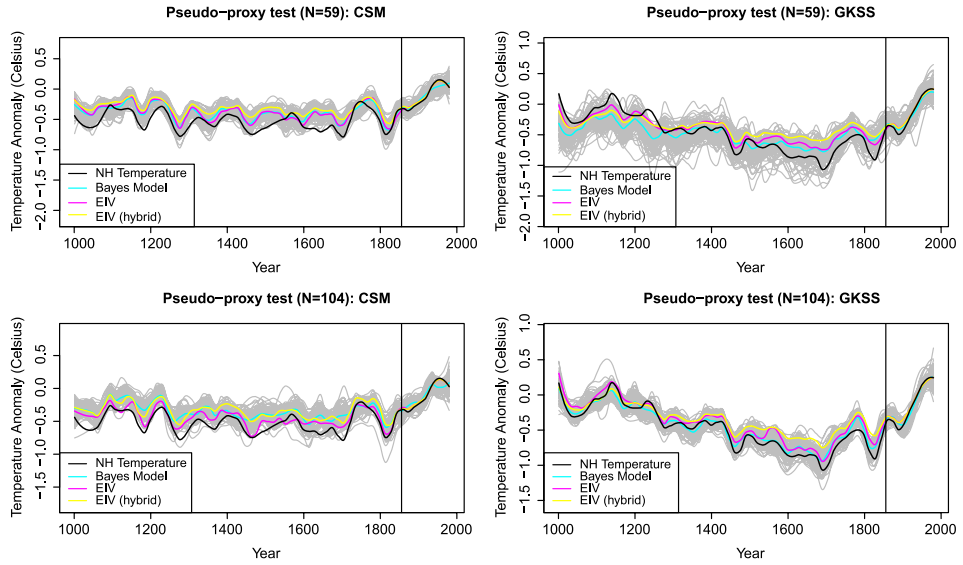 Pseudo−proxy test (N=59): CSM
Temperature Anomaly (Celsius)
0.5
0.0
−0.5
−1.0
−1.5
−2.0
NH Temperature
Bayes Model
EIV
EIV (hybrid)
1000 1200 1400 1600 1800 2000
Year
Pseudo−proxy test (N=59): GKSS
Temperature Anomaly (Celsius)
1.0
0.5
0.0
−0.5
−1.0
−1.5
−2.0
NH Temperature
Bayes Model
EIV
EIV (hybrid)
1000 1200 1400 1600 1800 2000
Year
Pseudo−proxy test (N=104): CSM
Temperature Anomaly (Celsius)
0.5
0.0
−0.5
−1.0
−1.5
NH Temperature
Bayes Model
EIV
EIV (hybrid)
1000 1200 1400 1600 1800 2000
Year
Pseudo−proxy test (N=104): GKSS
Temperature Anomaly (Celsius)
1.0
0.5
0.0
−0.5
−1.0
−1.5
NH Temperature
Bayes Model
EIV
EIV (hybrid)
1000 1200 1400 1600 1800 2000
Year